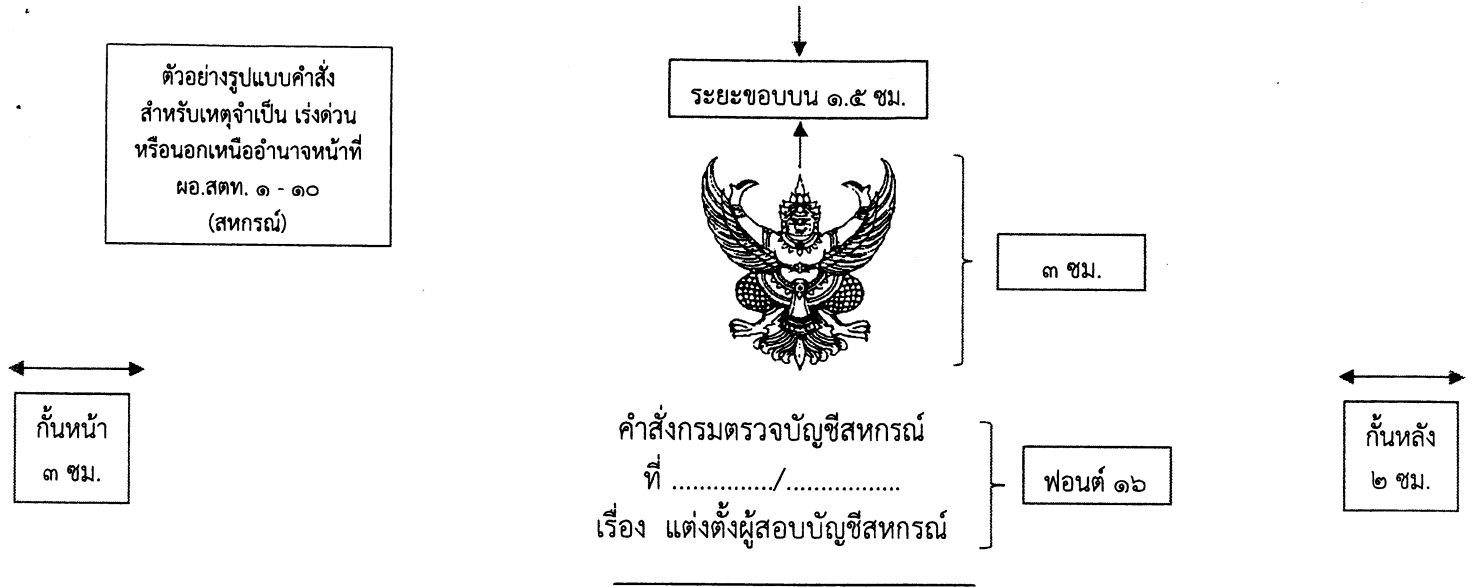 ตัวอย่างรูปแบบคำสั่ง
สำหรับเหตุจำเป็น เร่งด่วน
หรือนอกเหนืออำนาจหน้าที่
ผอ.สตท. ๑ - ๑๐
(สหกรณ์)
ระยะขอบบน ๑.๕ ซม.
๓ ซม.
กั้นหน้า
๓ ซม.
กั้นหลัง
๒ ซม.
คำสั่งกรมตรวจบัญชีสหกรณ์
ที่ .............../.................
เรื่อง แต่งตั้งผู้สอบบัญชีสหกรณ์
ฟอนต์ ๑๖